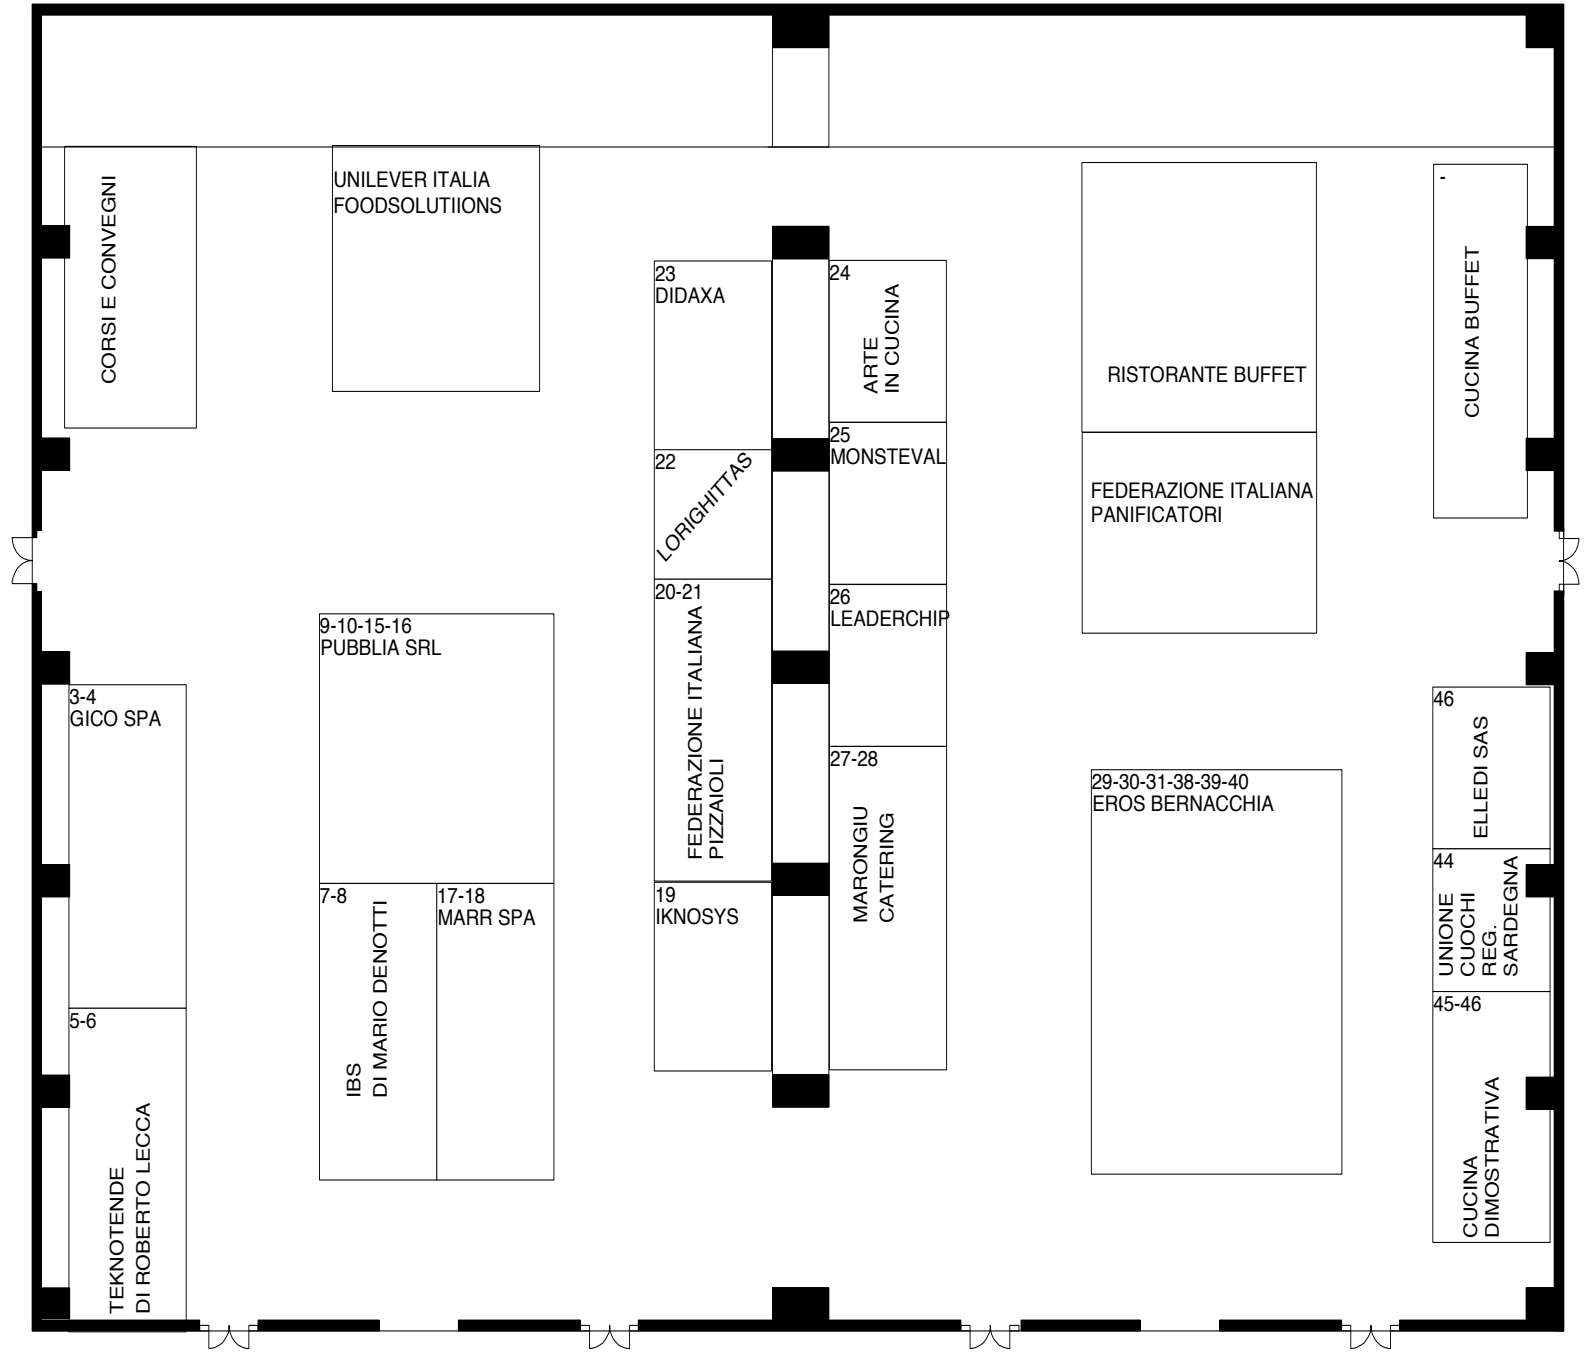 CORSI E CONVEGNI
UNILEVER ITALIA
FOODSOLUTIIONS
23
DIDAXA
22
LORIGHITTAS
20-21
FEDERAZIONE ITALIANA
PIZZAIOLI
19
IKNOSYS
24
ARTE
IN CUCINA
25
MONSTEVAL
26
LEADERCHIP
27-28
MARONGIU
CATERING
RISTORANTE BUFFET
FEDERAZIONE ITALIANA
PANIFICATORI
-
CUCINA BUFFET
9-10-15-16
PUBBLIA SRL
3-4
GICO SPA
5-6
TEKNOTENDE
DI ROBERTO LECCA
7-8
IBS
DI MARIO DENOTTI
17-18
MARR SPA
29-30-31-38-39-40
EROS BERNACCHIA
46
ELLEDI SAS
44
UNIONE
CUOCHI
REG.
SARDEGNA
45-46
CUCINA
DIMOSTRATIVA